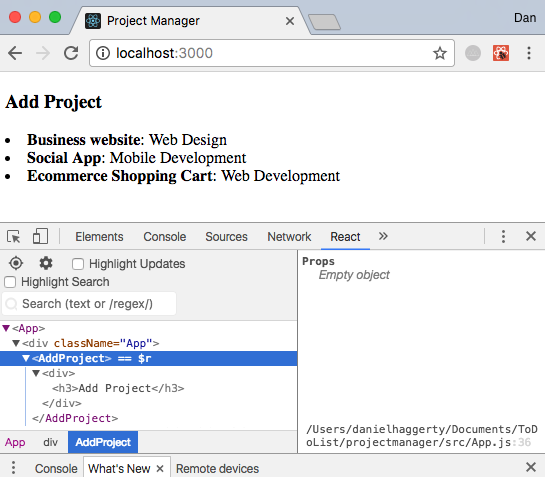 Project Manager
Dan
localhost:3000
Add Project
• Business website: Web Design
• Social App: Mobile Development
• Ecommerce Shopping Cart: Web Development
Elements Console Sources Network React »
Highlight Updates
Highlight Search
Search (text or /regex/)
Props
Empty object
<App>
<div className="App">
<AddProject> == $r
<div>
<h3>Add Project</h3>
</div>
</AddProject>
/Users/danielhaggerty/Documents/ToD
oList/projectmanager/src/App.js:36
App div AddProject
Console What's New × Remote devices